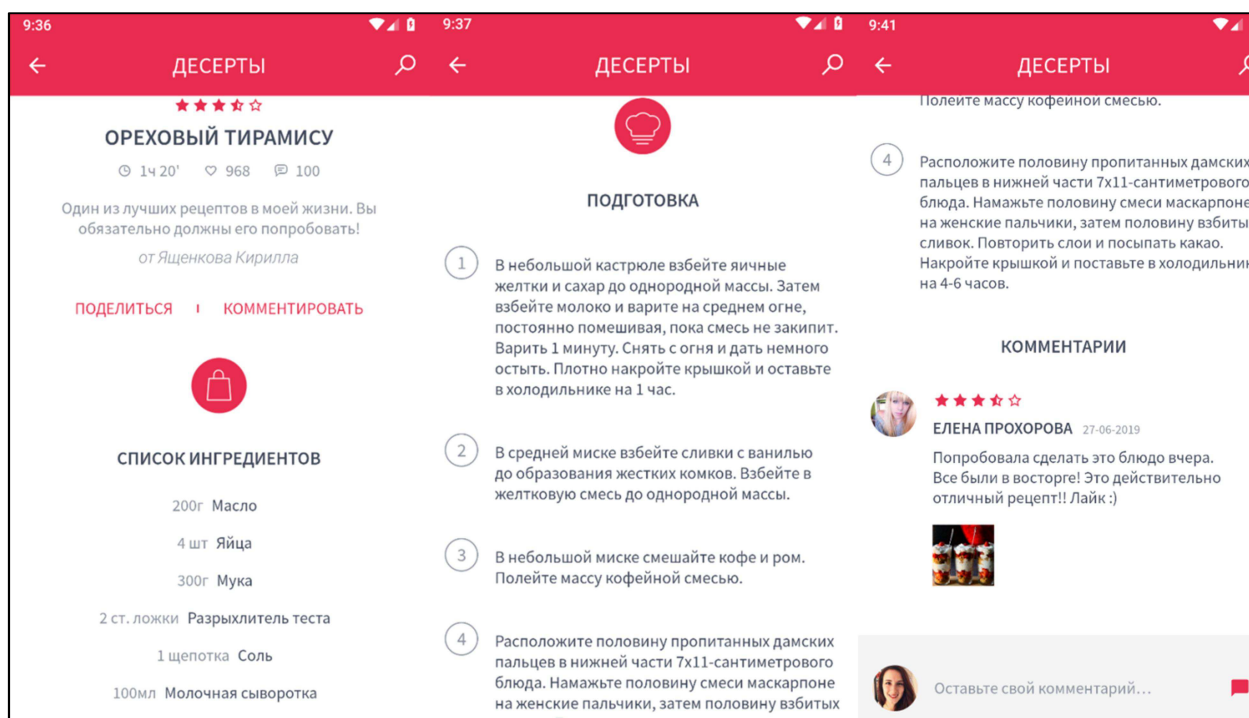 9:36
ДЕСЕРТЫ
ОРЕХОВЫЙ ТИРАМИСУ
1ч 20' 968 100
Один из лучших рецептов в моей жизни. Вы
обязательно должны его попробовать!
от Ященкова Кирилла
ПОДЕЛИТЬСЯ КОММЕНТИРОВАТЬ
СПИСОК ИНГРЕДИЕНТОВ
200г Масло
4 шт Яйца
300г Мука
2 ст. ложки Разрыхлитель теста
1 щепотка Соль
100мл Молочная сыворотка
9:37
ДЕСЕРТЫ
ПОДГОТОВКА
1 В небольшой кастрюле взбейте яичные
желтки и сахар до однородной массы. Затем
взбейте молоко и варите на среднем огне,
постоянно помешивая, пока смесь не закипит.
Варить 1 минуту. Снять с огня и дать немного
остыть. Плотно накройте крышкой и оставьте
в холодильнике на 1 час.
2 В средней миске взбейте сливки с ванилью
до образования жестких комков. Взбейте в
желтковую смесь до однородной массы.
3 В небольшой миске смешайте кофе и ром.
Полейте массу кофейной смесью.
4 Расположите половину пропитанных дамских
пальцев в нижней части 7x11-сантиметрового
блюда. Намажьте половину смеси маскарпоне
на женские пальчики, затем половину взбитых
9:41
ДЕСЕРТЫ
Полейте массу кофейной смесью.
4 Расположите половину пропитанных дамских
пальцев в нижней части 7x11-сантиметрового
блюда. Намажьте половину смеси маскарпоне
на женские пальчики, затем половину взбиты
сливок. Повторить слои и посыпать какао.
Накройте крышкой и поставьте в холодильник
на 4-6 часов.
КОММЕНТАРИИ
ЕЛЕНА ПРОХОРОВА 27-06-2019
Попробовала сделать это блюдо вчера.
Все были в восторге! Это действительно
отличный рецепт!! Лайк :)
Оставьте свой комментарий...